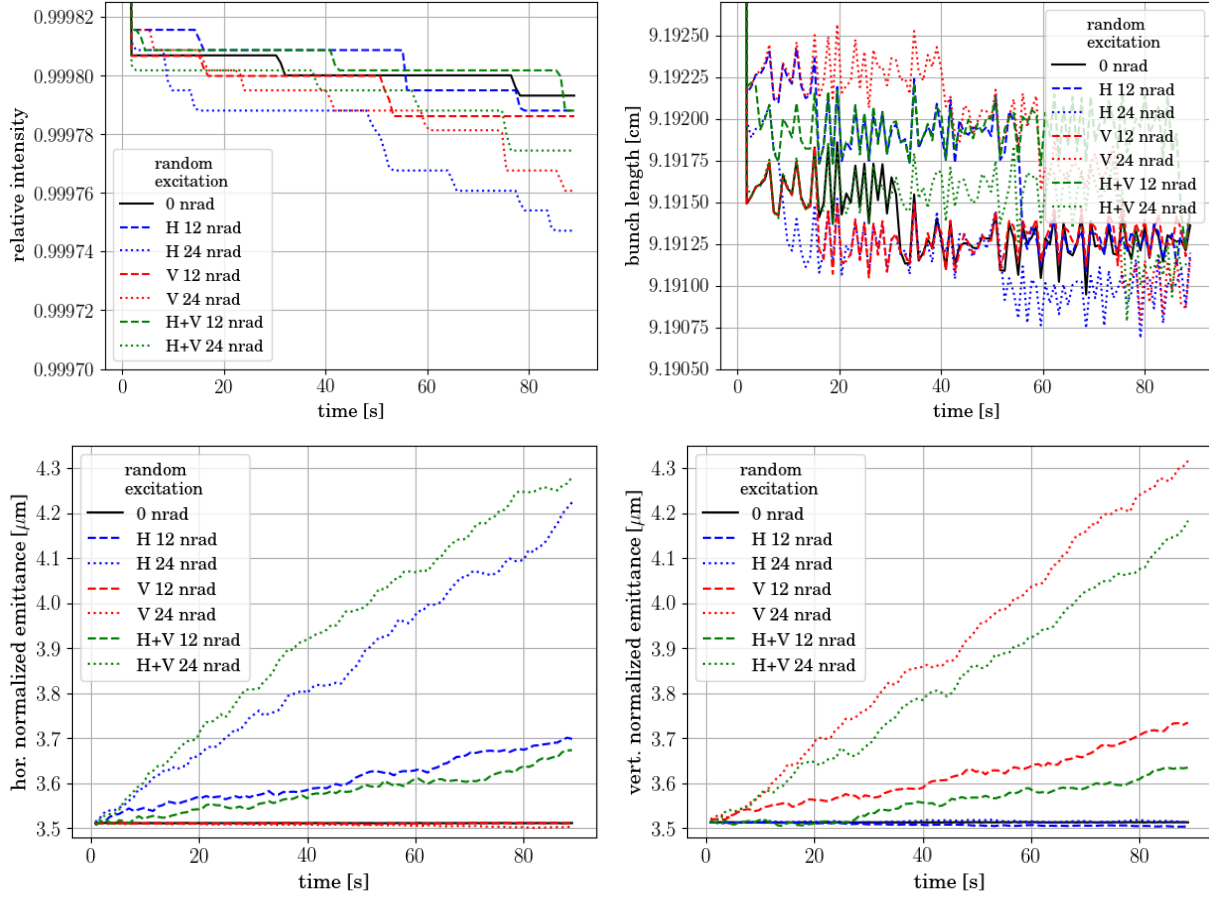 0.99982
0.99980
0.99978
0.99976
0.99974
0.99972
0.99970
relative intensity
random
excitation
0 nrad
H 12 nrad
H 24 nrad
V 12 nrad
V 24 nrad
H+V 12 nrad
H+V 24 nrad
0
20
40
60
80
time [s]
9.19250
9.19225
9.19200
9.19175
9.19150
9.19125
9.19100
9.19075
9.19050
bunch length [cm]
random
excitation
0 nrad
H 12 nrad
H 24 nrad
V 12 nrad
V 24 nrad
H+V 12 nrad
H+V 24 nrad
0
20
40
60
80
time [s]
4.3
4.2
4.1
4.0
3.9
3.8
3.7
3.6
3.5
hor. normalized emittance [μm]
random
excitation
0 nrad
H 12 nrad
H 24 nrad
V 12 nrad
V 24 nrad
H+V 12 nrad
H+V 24 nrad
0
20
40
60
80
time [s]
4.3
4.2
4.1
4.0
3.9
3.8
3.7
3.6
3.5
vert. normalized emittance [μm]
random
excitation
0 nrad
H 12 nrad
H 24 nrad
V 12 nrad
V 24 nrad
H+V 12 nrad
H+V 24 nrad
0
20
40
60
80
time [s]